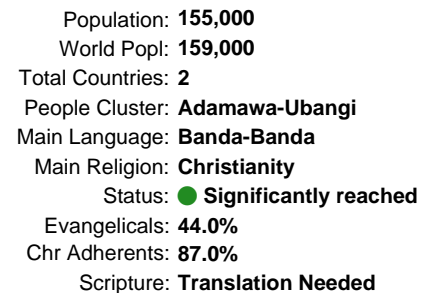 Population: 155,000
World Popl: 159,000
Total Countries: 2
People Cluster: Adamawa-Ubangi
Main Language: Banda-Banda
Main Religion: Christianity
Status: Significantly reached
Evangelicals: 44.0%
Chr Adherents: 87.0%
Scripture: Translation Needed